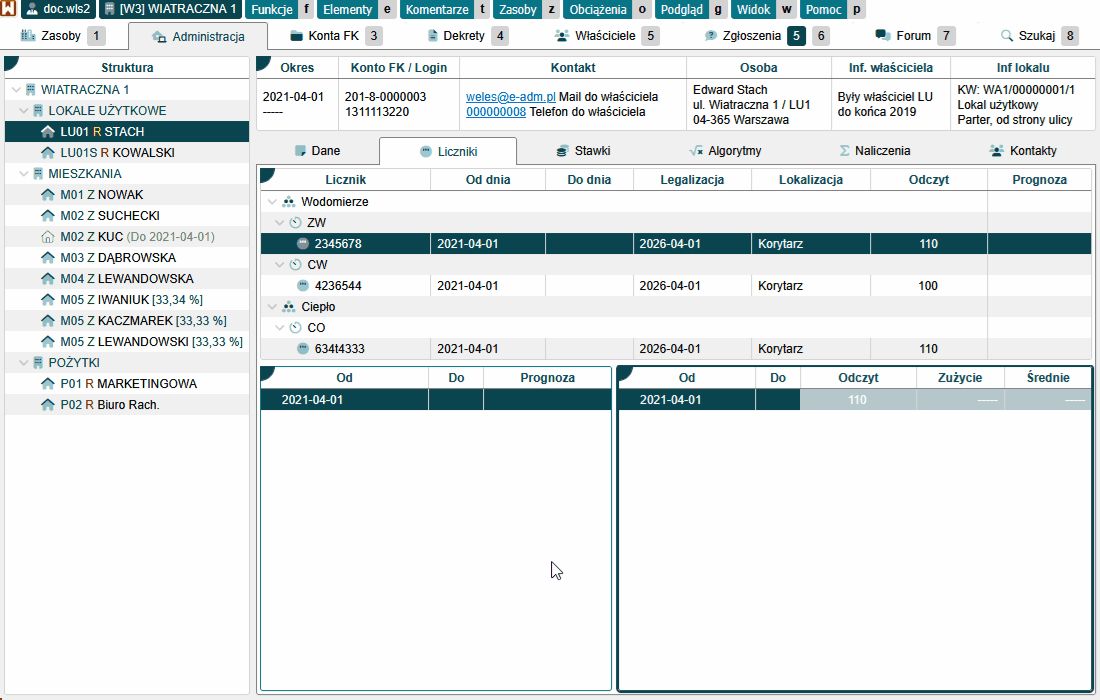 W doc.wls2 [W3] WIATRACZNA 1 Funkcje f Elementy e Komentarze t Zasoby z Obciążenia o Podgląd g Widok w Pomoc p
Zasoby 1 Administracja Konta FK 3 Dekrety 4 Właściciele 5 Zgłoszenia 5 6 Forum 7 Szukaj 8
Struktura
WIATRACZNA 1
LOKALE UŻYTKOWE
LU01 R STACH
LU01S R KOWALSKI
MIESZKANIA
M01 Z NOWAK
M02 Z SUCHECKI
M02 Z KUC (Do 2021-04-01)
M03 Z DĄBROWSKA
M04 Z LEWANDOWSKA
M05 Z IWANIUK [33,34 %]
M05 Z KACZMAREK [33,33 %]
M05 Z LEWANDOWSKI [33,33 %]
POŻYTKI
P01 R MARKETINGOWA
P02 R Biuro Rach.
Okres Konto FK / Login Kontakt Osoba Inf. właściciela Inf lokalu
2021-04-01
-----
201-8-0000003
1311113220
weles@e-adm.pl Mail do właściciela
000000008 Telefon do właściciela
Edward Stach
ul. Wiatraczna 1 / LU1
04-365 Warszawa
Były właściciel LU
do końca 2019
KW: WA1/00000001/1
Lokal użytkowy
Parter, od strony ulicy
Dane Liczniki Stawki Algorytmy Naliczenia Kontakty
Licznik Od dnia Do dnia Legalizacja Lokalizacja Odczyt Prognoza
Wodomierze
ZW
2345678 2021-04-01 2026-04-01 Korytarz 110
CW
4236544 2021-04-01 2026-04-01 Korytarz 100
Ciepło
CO
634t4333 2021-04-01 2026-04-01 Korytarz 110
Od Do Prognoza
2021-04-01
Od Do Odczyt Zużycie Średnie
2021-04-01 110 ----- -----